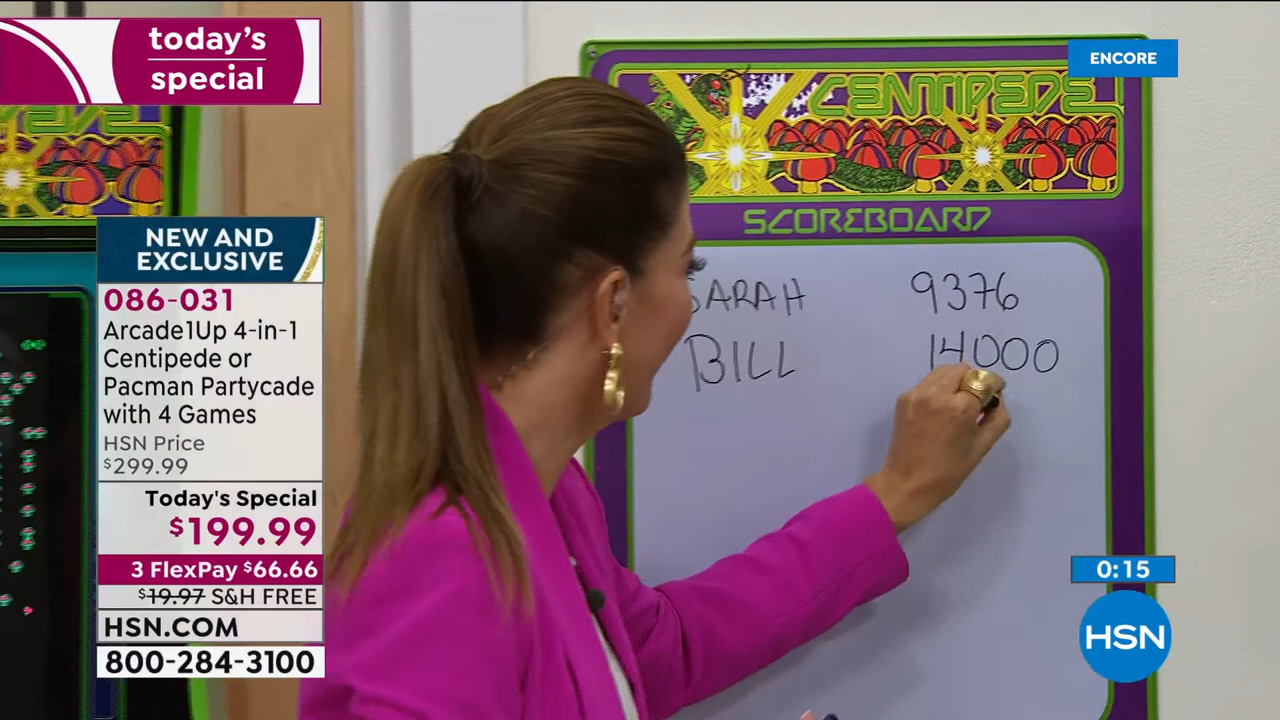 today's
special
ENCORE
CENTIPEDE
SCOREBOARD
SARAH 9376
BILL 14000
NEW AND
EXCLUSIVE
086-031
Arcade1Up 4-in-1
Centipede or
Pacman Partycade
with 4 Games
HSN Price
$299.99
Today's Special
$199.99
3 FlexPay $66.66
$19.97 S&H FREE
HSN.COM
800-284-3100
0:15
HSN